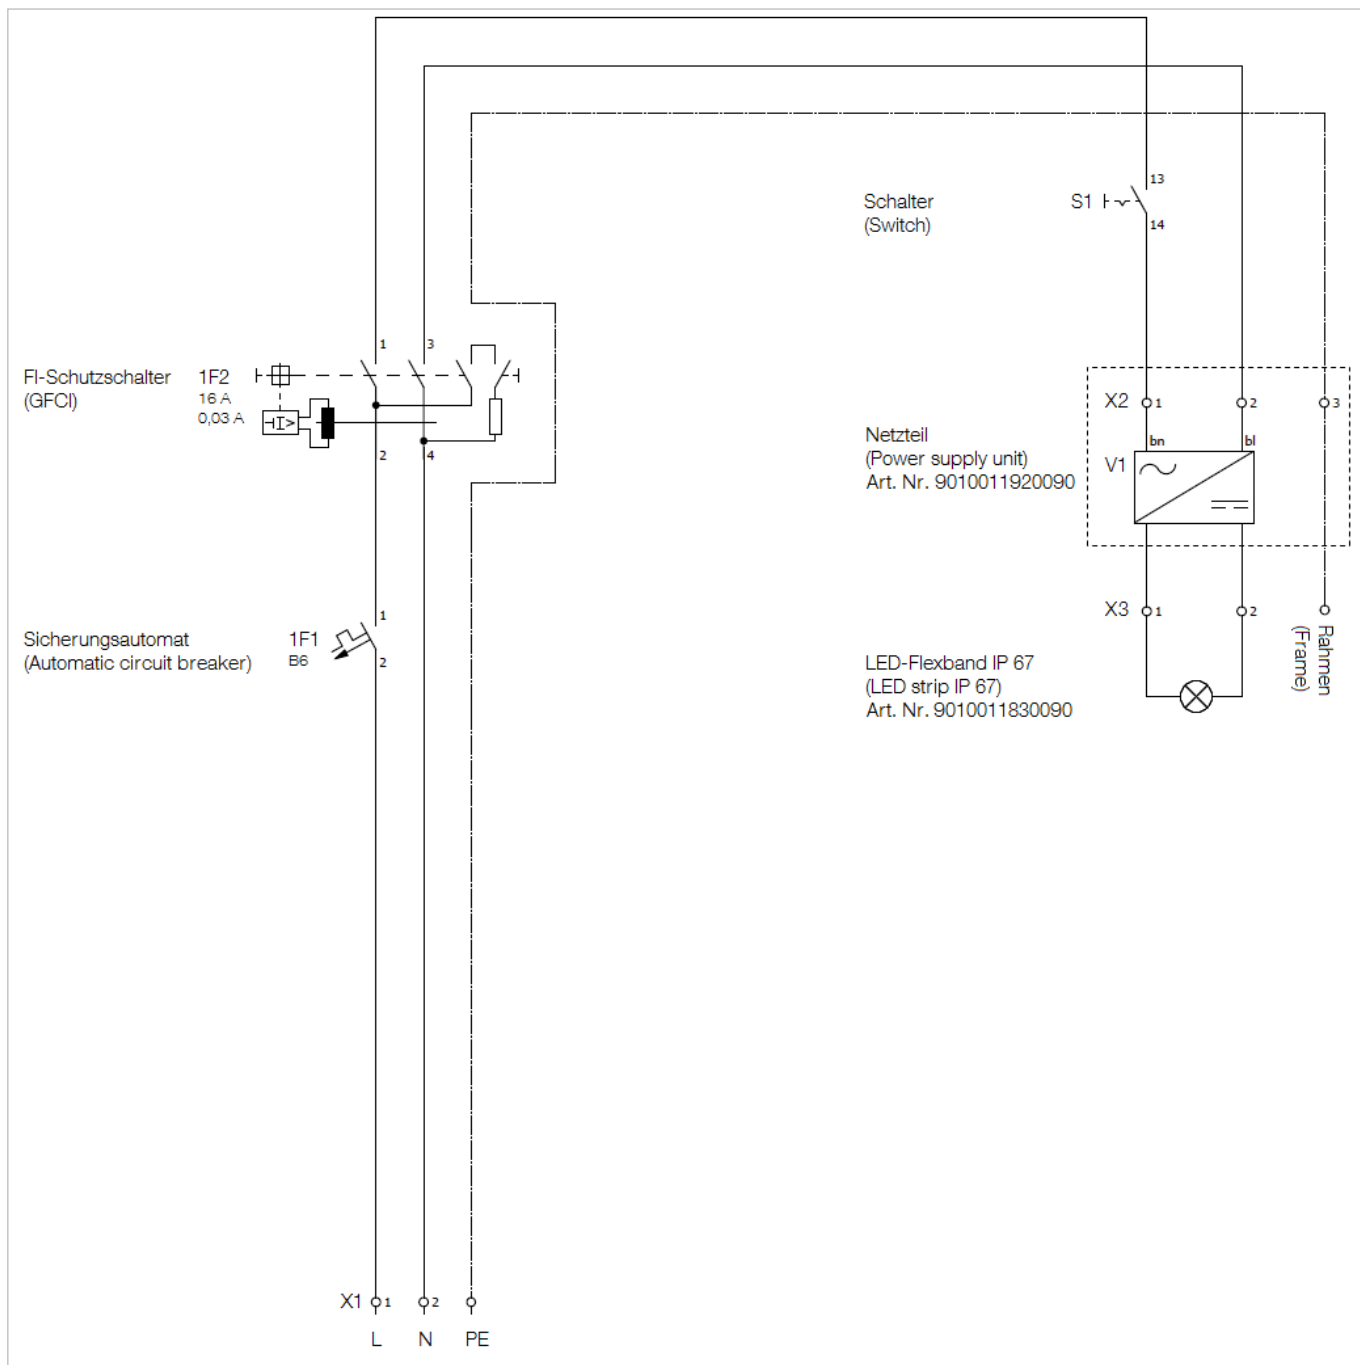 13
Schalter
(Switch)
S1
14
1
3
FI-Schutzschalter
(GFCI)
1F2
16 A
0,03 A
I>
2
4
X2
1
2
3
Netzteil
(Power supply unit)
Art. Nr. 9010011920090
bn
bl
V1
Sicherungsautomat
(Automatic circuit breaker)
1F1
B6
1
2
X3
1
2
Rahmen
(Frame)
LED-Flexband IP 67
(LED strip IP 67)
Art. Nr. 9010011830090
X1
1
2
L
N
PE